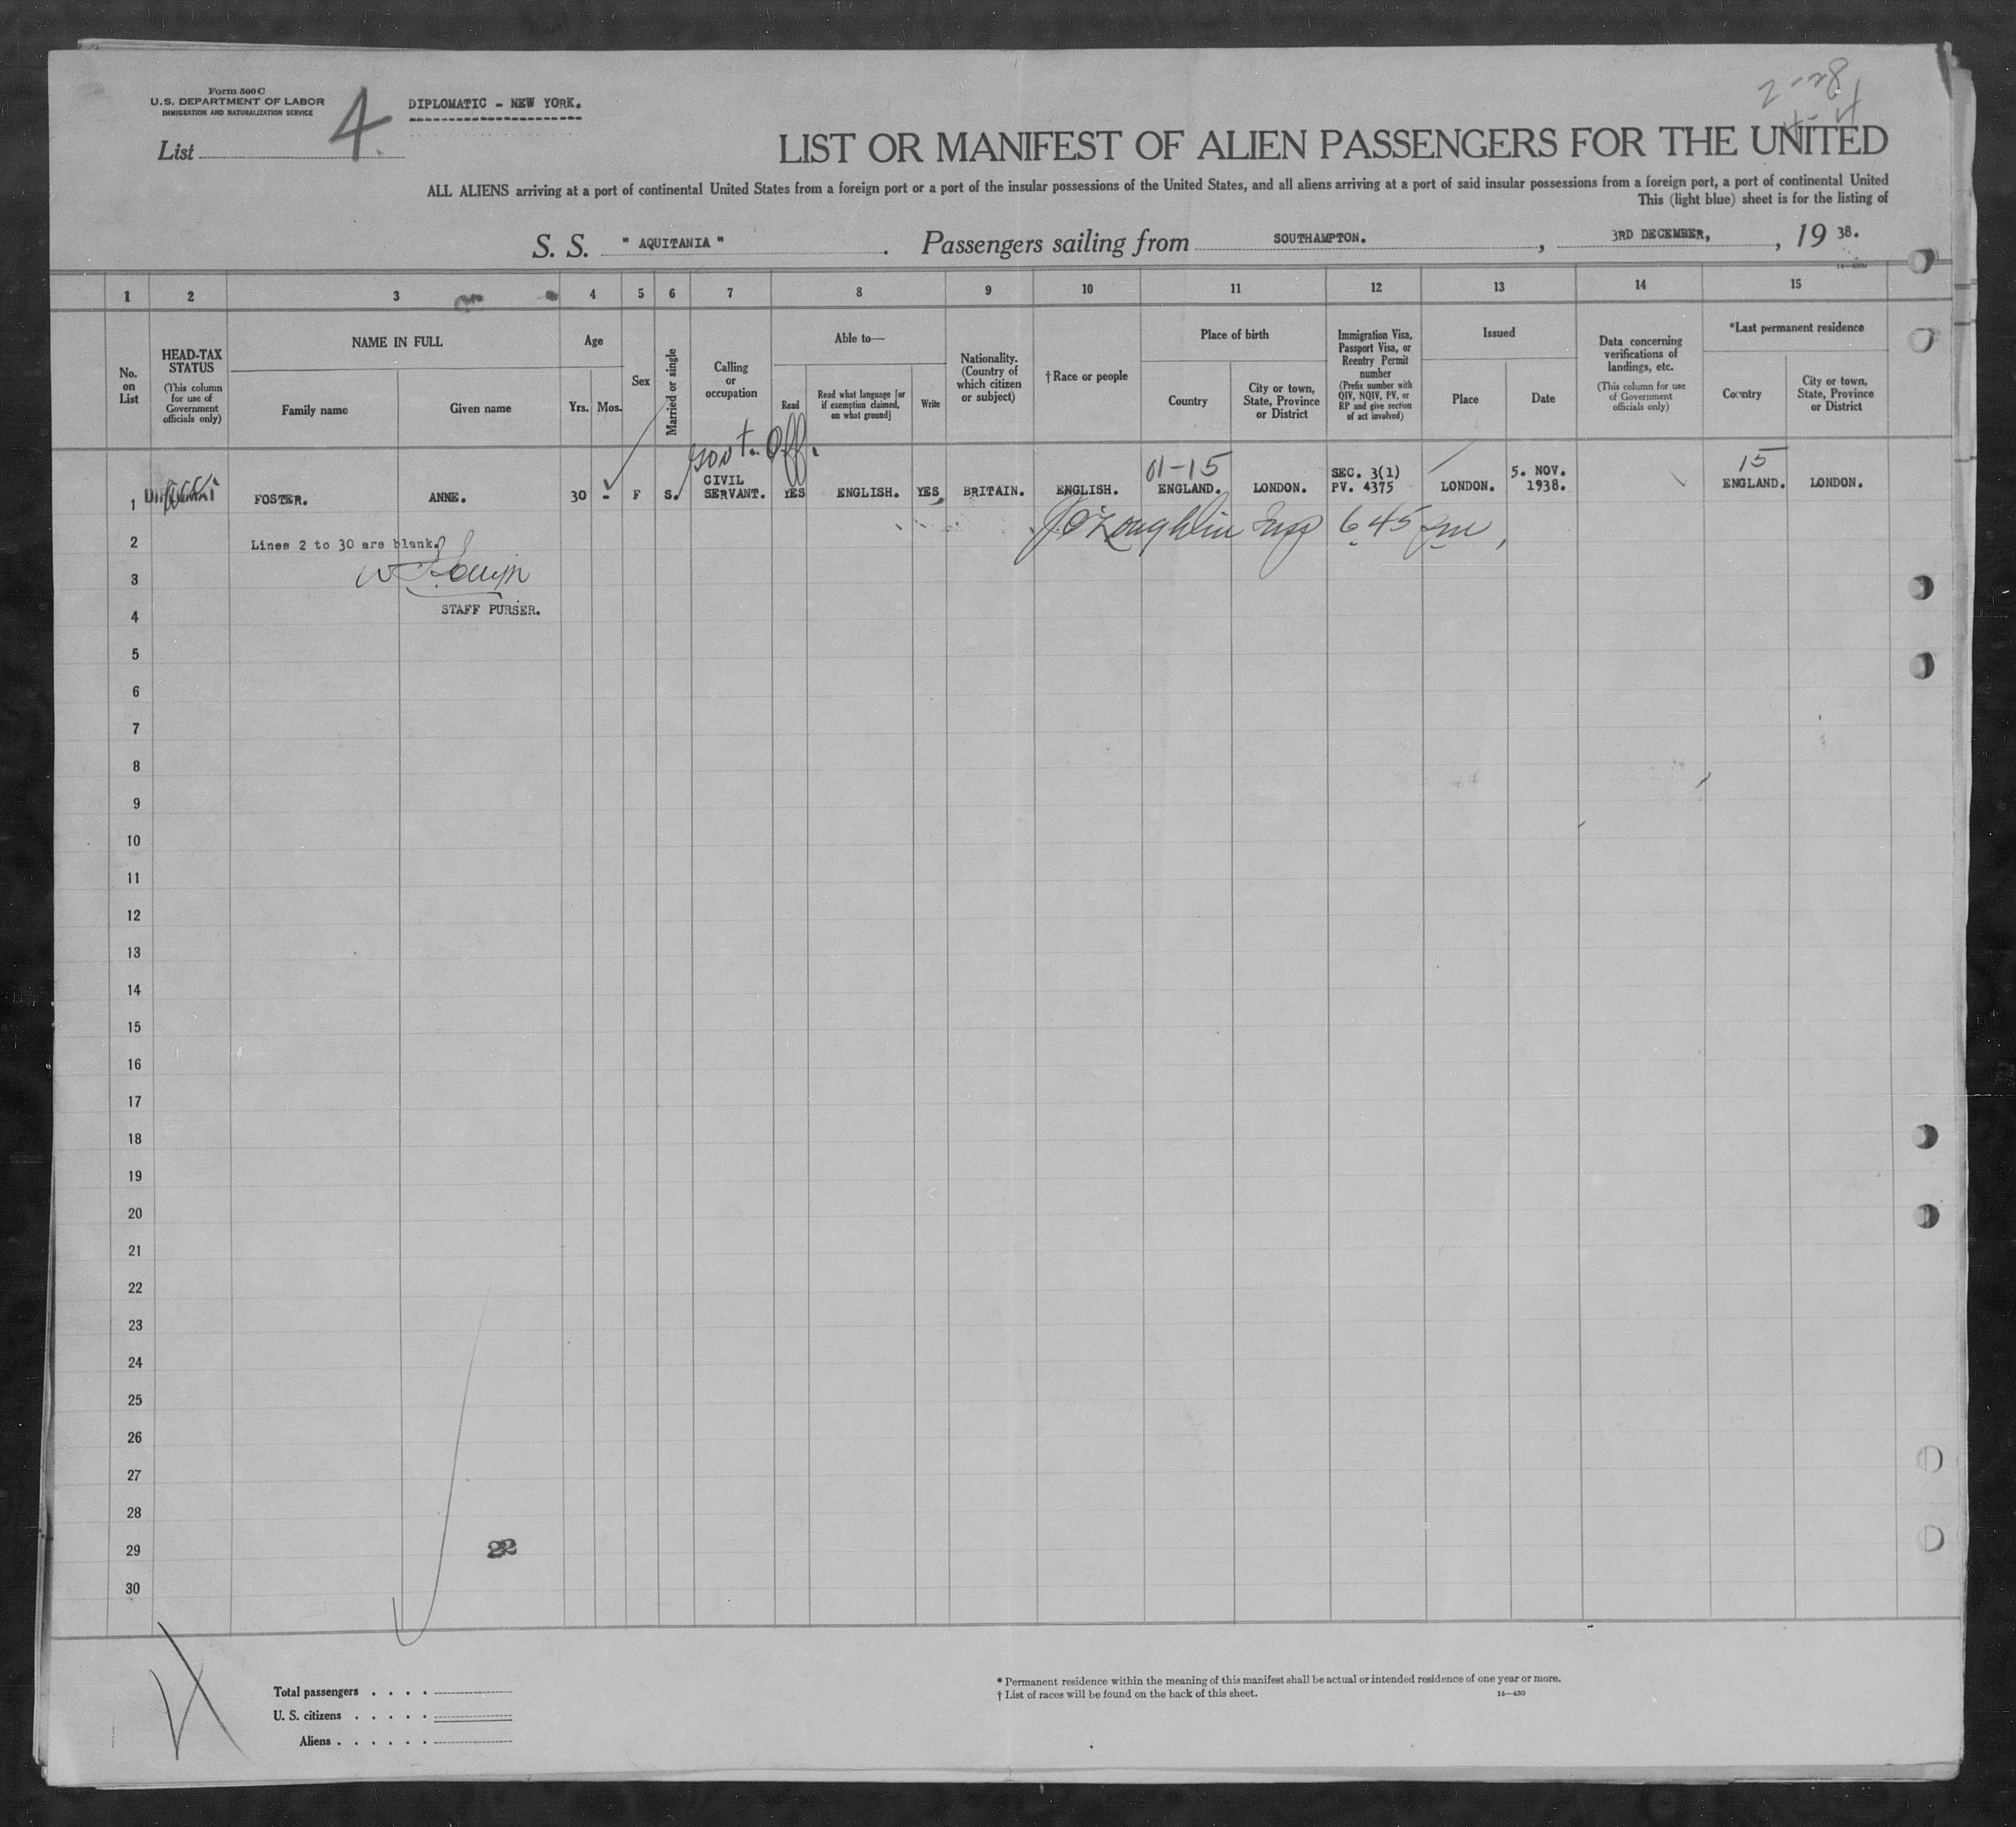 Form 500 C
U.S. DEPARTMENT OF LABOR
IMMIGRATION AND NATURALIZATION SERVICE
List 4.
DIPLOMATIC - NEW YORK.
2-28
LIST OR MANIFEST OF ALIEN PASSENGERS FOR THE UNITED
ALL ALIENS arriving at a port of continental United States from a foreign port or a port of the insular possessions of the United States, and all aliens arriving at a port of said insular possessions from a foreign port, a port of continental United
This (light blue) sheet is for the listing of
S. S. " AQUITANIA " . Passengers sailing from SOUTHAMPTON. , 3RD DECEMBER, , 19 38.
1 2 3 4 5 6 7 8 9 10 11 12 13 14 15
No. on List
HEAD-TAX STATUS
(This column for use of Government officials only)
NAME IN FULL
Family name
Given name
Age
Yrs. Mos.
Sex
Married or single
Calling or occupation
Able to—
Read
Read what language [or if exemption claimed, on what ground]
Write
Nationality. (Country of which citizen or subject)
†Race or people
Place of birth
Country
City or town, State, Province or District
Immigration Visa, Passport Visa, or Reentry Permit number
(Prefix number with QIV, NQIV, PV, or RP and give section of act involved)
Issued
Place
Date
Data concerning verifications of landings, etc.
(This column for use of Government officials only)
*Last permanent residence
Country
City or town, State, Province or District
Govt. Off.
01-15
15
1 DIPLOMAT FOSTER. ANNE. 30 - F S. CIVIL SERVANT. YES ENGLISH. YES BRITAIN. ENGLISH. ENGLAND. LONDON. SEC. 3(1) PV. 4375 LONDON. 5. NOV. 1938. ENGLAND. LONDON.
2 Lines 2 to 30 are blank.
J O'Loughlin Insp 6 45 pm
3
4 STAFF PURSER.
5
6
7
8
9
10
11
12
13
14
15
16
17
18
19
20
21
22
23
24
25
26
27
28
29 22
30
Total passengers . . . .
U. S. citizens . . . . .
Aliens . . . . . .
* Permanent residence within the meaning of this manifest shall be actual or intended residence of one year or more.
† List of races will be found on the back of this sheet.
14—430